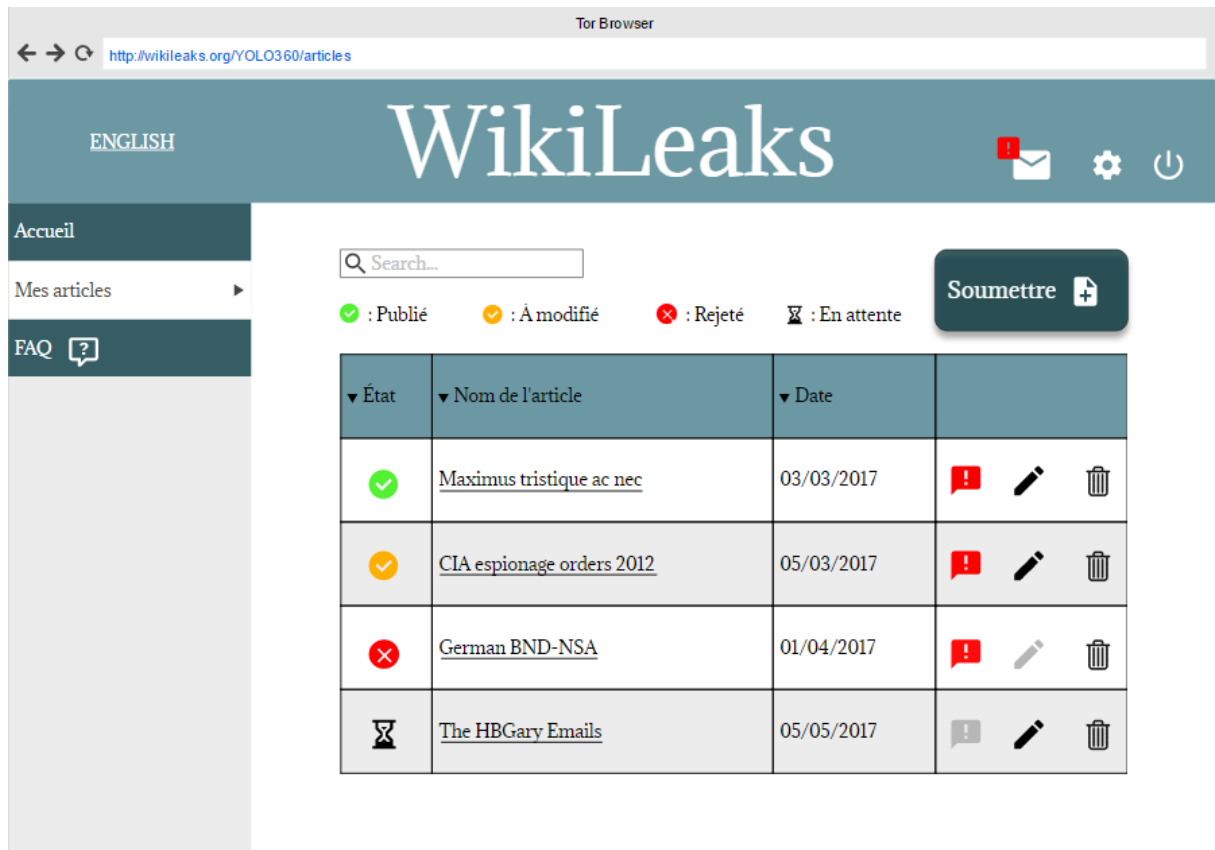 Tor Browser
http://wikileaks.org/YOLO360/articles
ENGLISH
WikiLeaks
Accueil
Mes articles
FAQ
Search...
Soumettre
: Publié : À modifié : Rejeté : En attente
État Nom de l'article Date
Maximus tristique ac nec 03/03/2017
CIA espionage orders 2012 05/03/2017
German BND-NSA 01/04/2017
The HBGary Emails 05/05/2017